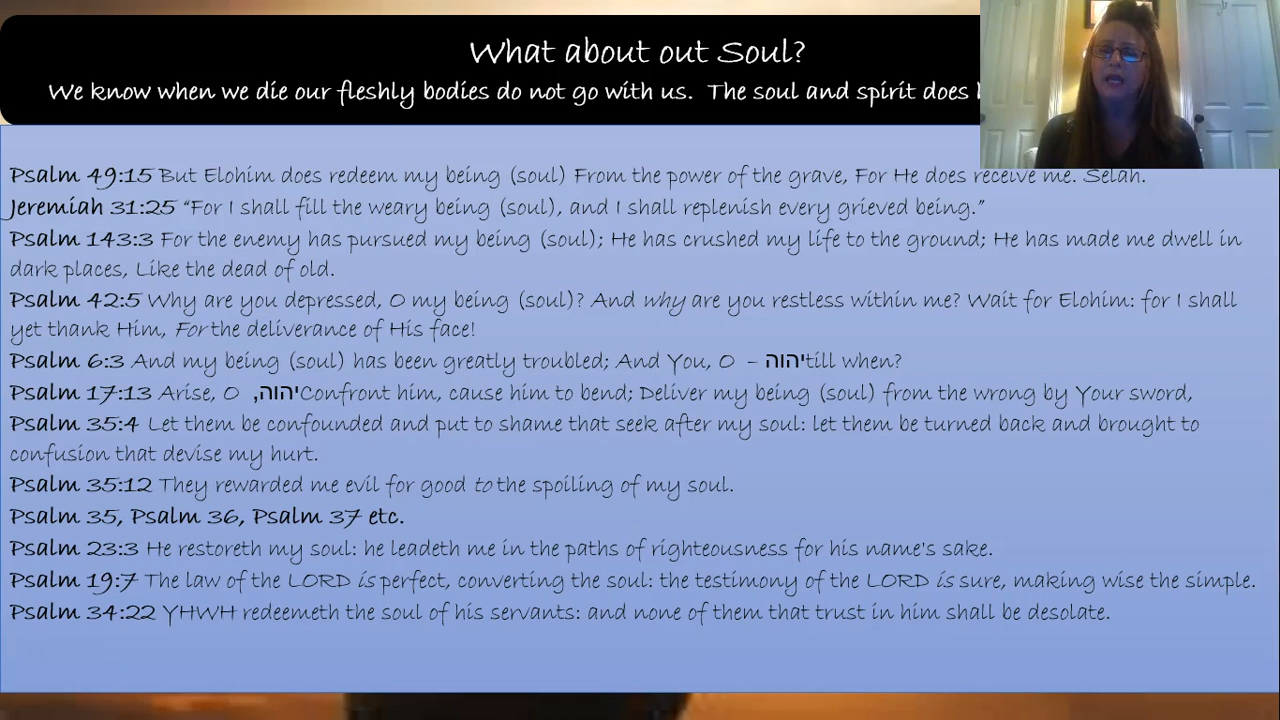 What about out Soul?
We know when we die our fleshly bodies do not go with us. The soul and spirit does
Psalm 49:15 But Elohim does redeem my being (soul) From the power of the grave, For He does receive me. Selah.
Jeremiah 31:25 “For I shall fill the weary being (soul), and I shall replenish every grieved being.”
Psalm 143:3 For the enemy has pursued my being (soul); He has crushed my life to the ground; He has made me dwell in
dark places, Like the dead of old.
Psalm 42:5 Why are you depressed, O my being (soul)? And why are you restless within me? Wait for Elohim: for I shall
yet thank Him, For the deliverance of His face!
Psalm 6:3 And my being (soul) has been greatly troubled; And You, O – יהוה till when?
Psalm 17:13 Arise, O יהוה, Confront him, cause him to bend; Deliver my being (soul) from the wrong by Your sword,
Psalm 35:4 Let them be confounded and put to shame that seek after my soul: let them be turned back and brought to
confusion that devise my hurt.
Psalm 35:12 They rewarded me evil for good to the spoiling of my soul.
Psalm 35, Psalm 36, Psalm 37 etc.
Psalm 23:3 He restoreth my soul: he leadeth me in the paths of righteousness for his name's sake.
Psalm 19:7 The law of the LORD is perfect, converting the soul: the testimony of the LORD is sure, making wise the simple.
Psalm 34:22 YHWH redeemeth the soul of his servants: and none of them that trust in him shall be desolate.